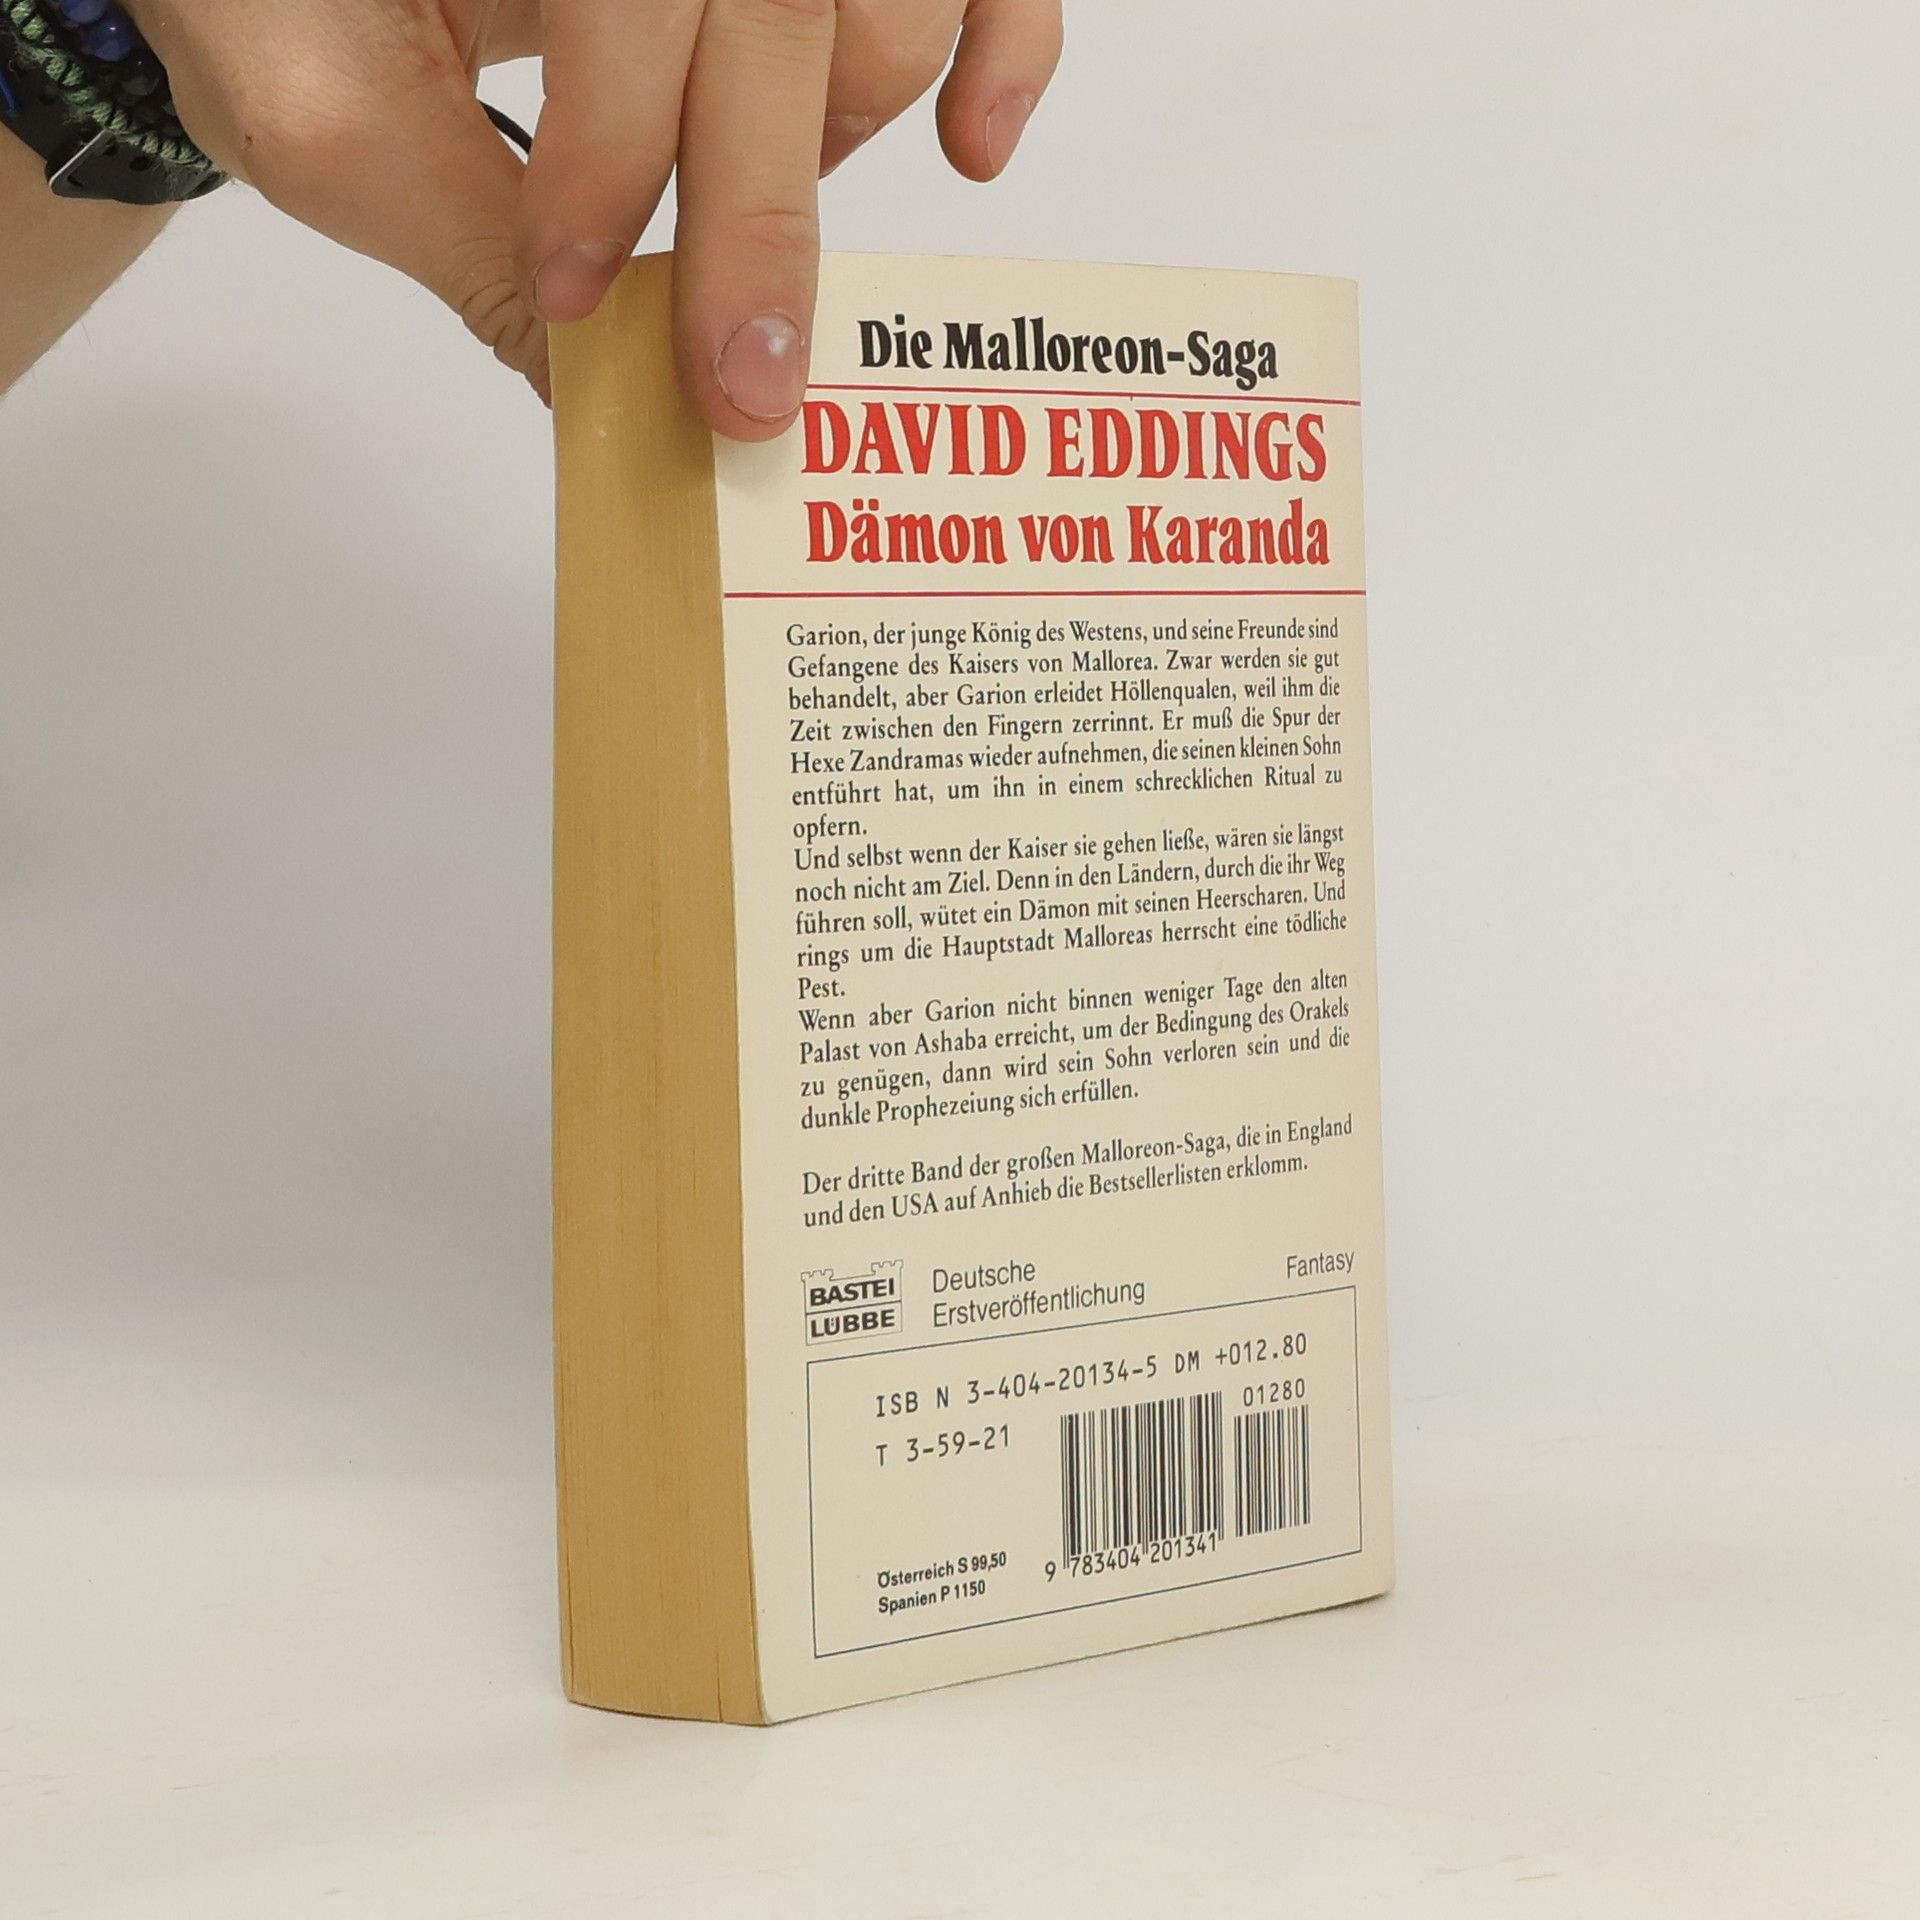 Die Malloreon-Saga
DAVID EDDINGS
Dämon von Karanda
Garion, der junge König des Westens, und seine Freunde sind
Gefangene des Kaisers von Mallorea. Zwar werden sie gut
behandelt, aber Garion erleidet Höllenqualen, weil ihm die
Zeit zwischen den Fingern zerrinnt. Er muß die Spur der
Hexe Zandramas wieder aufnehmen, die seinen kleinen Sohn
entführt hat, um ihn in einem schrecklichen Ritual zu
opfern.
Und selbst wenn der Kaiser sie gehen ließe, wären sie längst
noch nicht am Ziel. Denn in den Ländern, durch die ihr Weg
führen soll, wütet ein Dämon mit seinen Heerscharen. Und
rings um die Hauptstadt Malloreas herrscht eine tödliche
Pest.
Wenn aber Garion nicht binnen weniger Tage den alten
Palast von Ashaba erreicht, um der Bedingung des Orakels
zu genügen, dann wird sein Sohn verloren sein und die
dunkle Prophezeiung sich erfüllen.
Der dritte Band der großen Malloreon-Saga, die in England
und den USA auf Anhieb die Bestsellerlisten erklomm.
BASTEI
LÜBBE
Deutsche
Erstveröffentlichung
Fantasy
ISB N 3-404-20134-5 DM +012.80
T 3-59-21
01280
Österreich S 99,50
Spanien P 1150
9 783404 201341